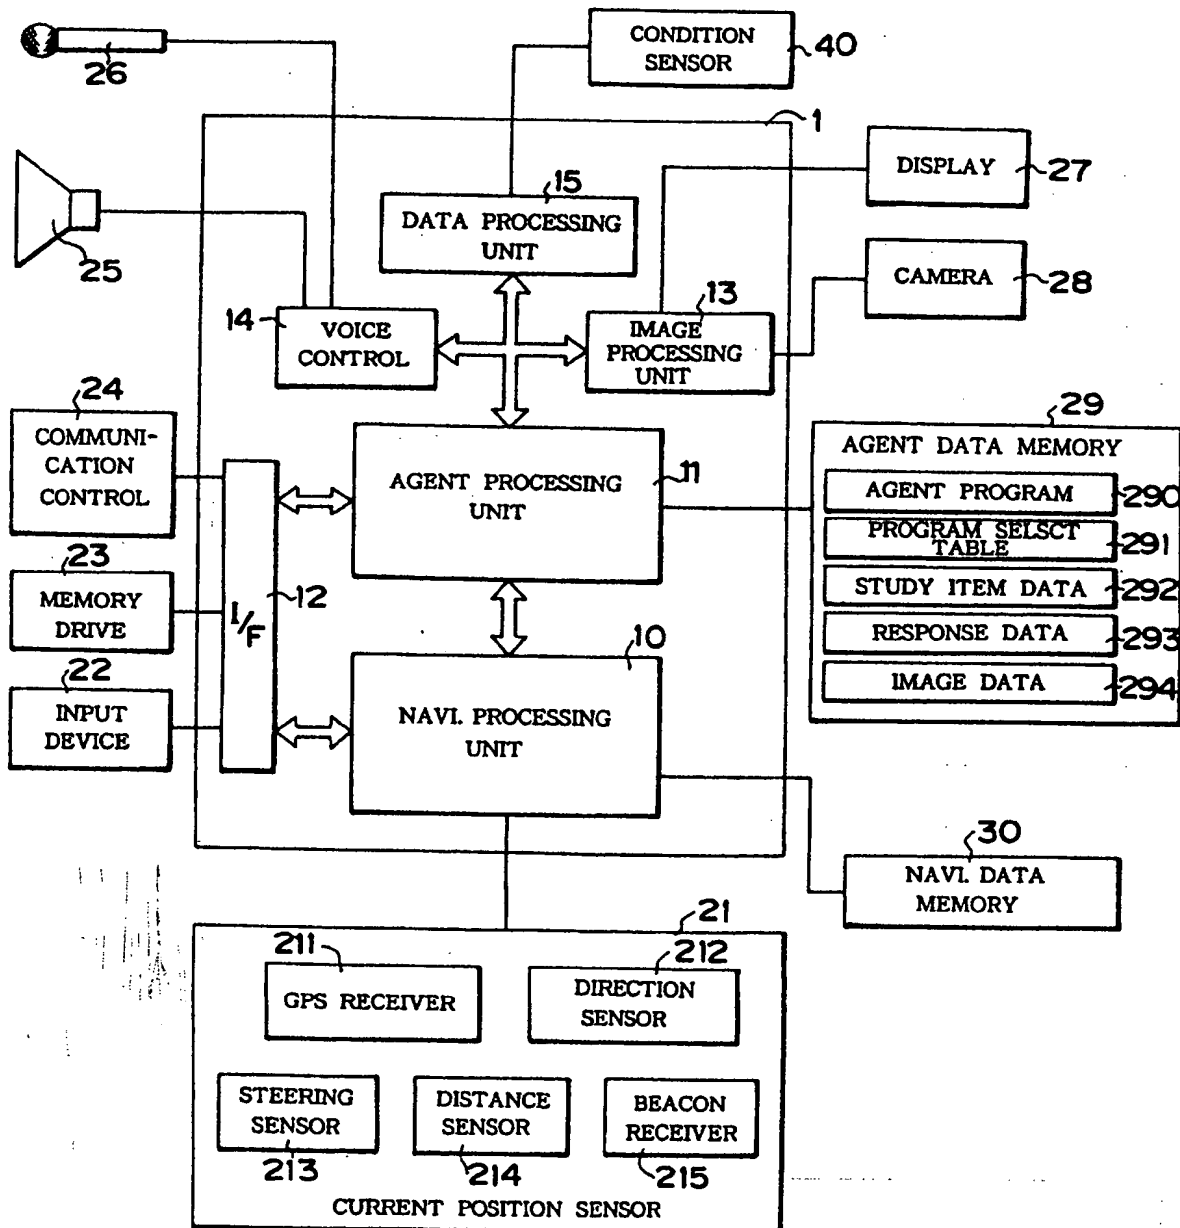 26
CONDITION
SENSOR
40
1
DISPLAY
27
25
15
DATA PROCESSING
UNIT
CAMERA
28
14
VOICE
CONTROL
13
IMAGE
PROCESSING
UNIT
24
COMMUNI-
CATION
CONTROL
AGENT PROCESSING
UNIT
11
29
AGENT DATA MEMORY
AGENT PROGRAM
290
PROGRAM SELSCT
TABLE
291
STUDY ITEM DATA
292
RESPONSE DATA
293
IMAGE DATA
294
23
MEMORY
DRIVE
I/F
12
22
INPUT
DEVICE
10
NAVI. PROCESSING
UNIT
30
NAVI. DATA
MEMORY
21
211
GPS RECEIVER
212
DIRECTION
SENSOR
STEERING
SENSOR
213
DISTANCE
SENSOR
214
BEACON
RECEIVER
215
CURRENT POSITION SENSOR